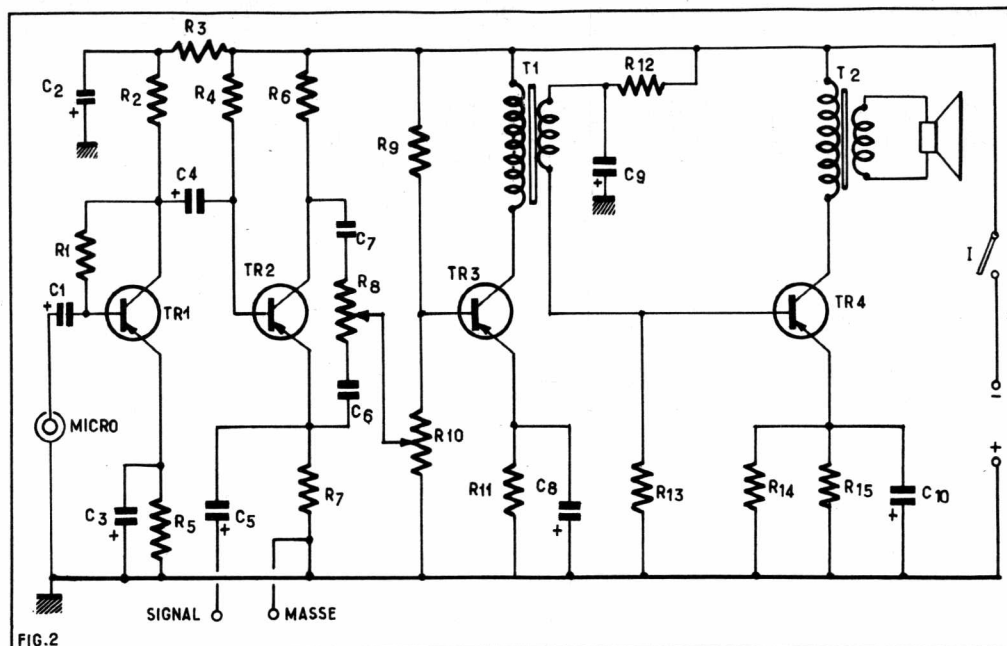 R3
T1
R12
T2
C2
+
R2
R4
R6
R9
C9
+
C4
+
C7
R1
TR2
R8
TR3
I
C1
+
TR1
TR4
C6
-
MICRO
R10
+
C3
+
R5
C5
+
R7
R11
C8
+
R13
R14
R15
C10
+
SIGNAL
MASSE
FIG.2